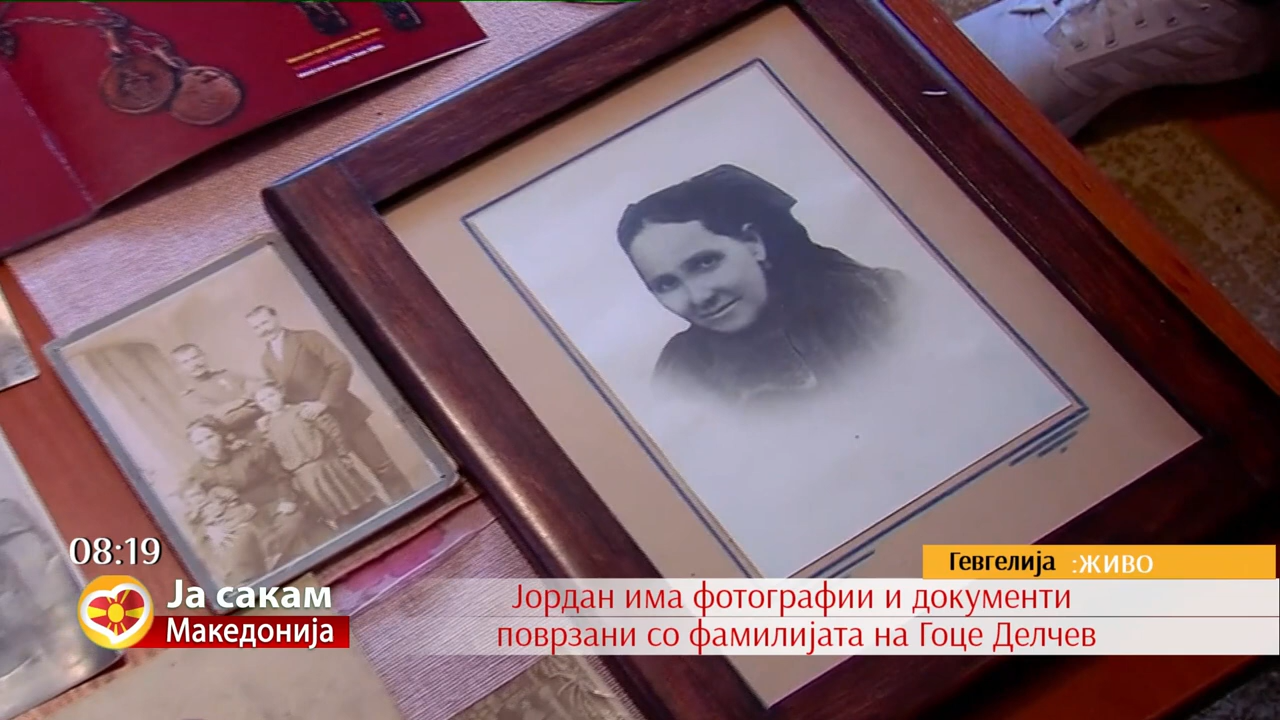 08:19
Ја сакам
Македонија
Гевгелија :ЖИВО
Јордан има фотографии и документи
поврзани со фамилијата на Гоце Делчев